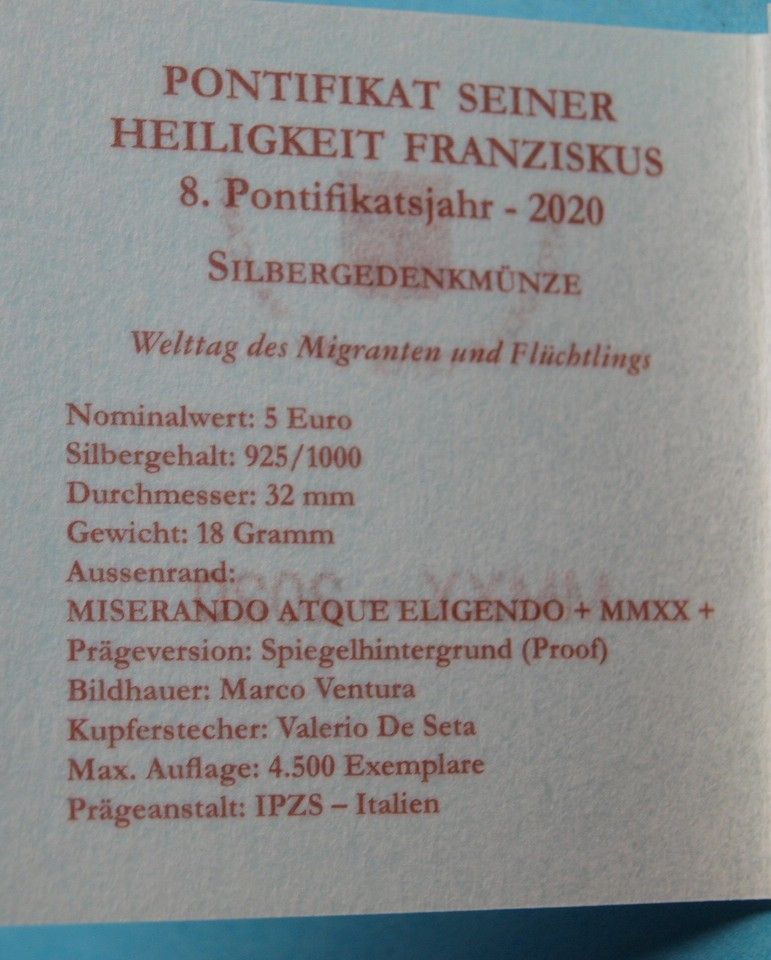 PONTIFIKAT SEINER
HEILIGKEIT FRANZISKUS
8. Pontifikatsjahr - 2020
SILBERGEDENKMÜNZE
Welttag des Migranten und Flüchtlings
Nominalwert: 5 Euro
Silbergehalt: 925/1000
Durchmesser: 32 mm
Gewicht: 18 Gramm
Aussenrand:
MISERANDO ATQUE ELIGENDO + MMXX +
Prägeversion: Spiegelhintergrund (Proof)
Bildhauer: Marco Ventura
Kupferstecher: Valerio De Seta
Max. Auflage: 4.500 Exemplare
Prägeanstalt: IPZS – Italien